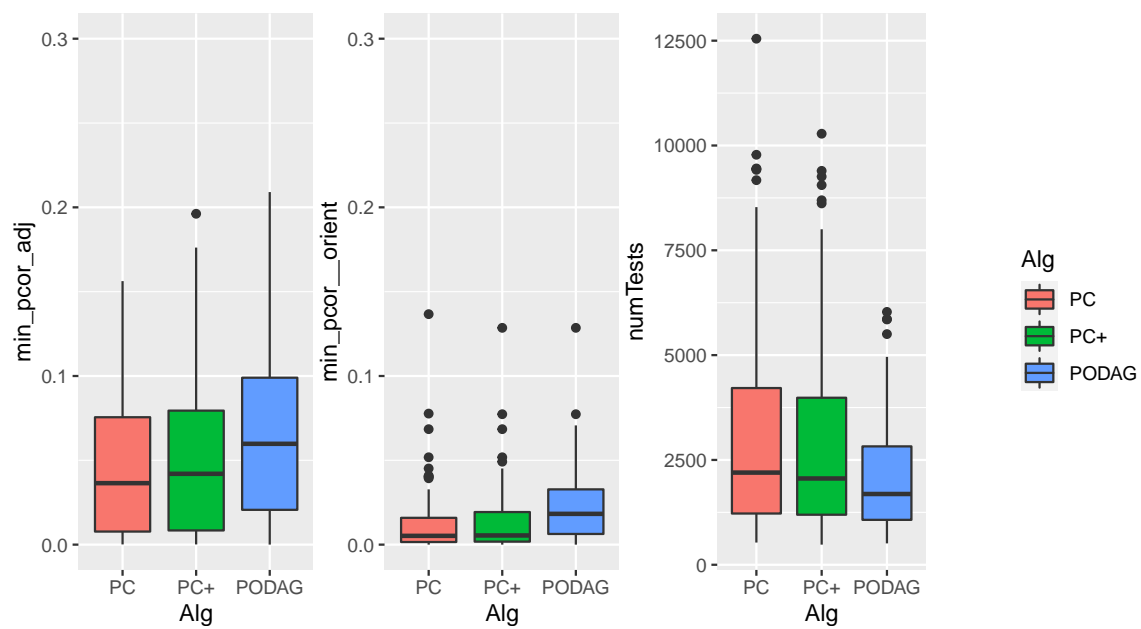 min_pcor_adj
0.3
0.2
0.1
0.0
PC PC+ PODAG
Alg
min_pcor__orient
0.3
0.2
0.1
0.0
PC PC+ PODAG
Alg
numTests
12500
10000
7500
5000
2500
0
PC PC+ PODAG
Alg
Alg
PC
PC+
PODAG